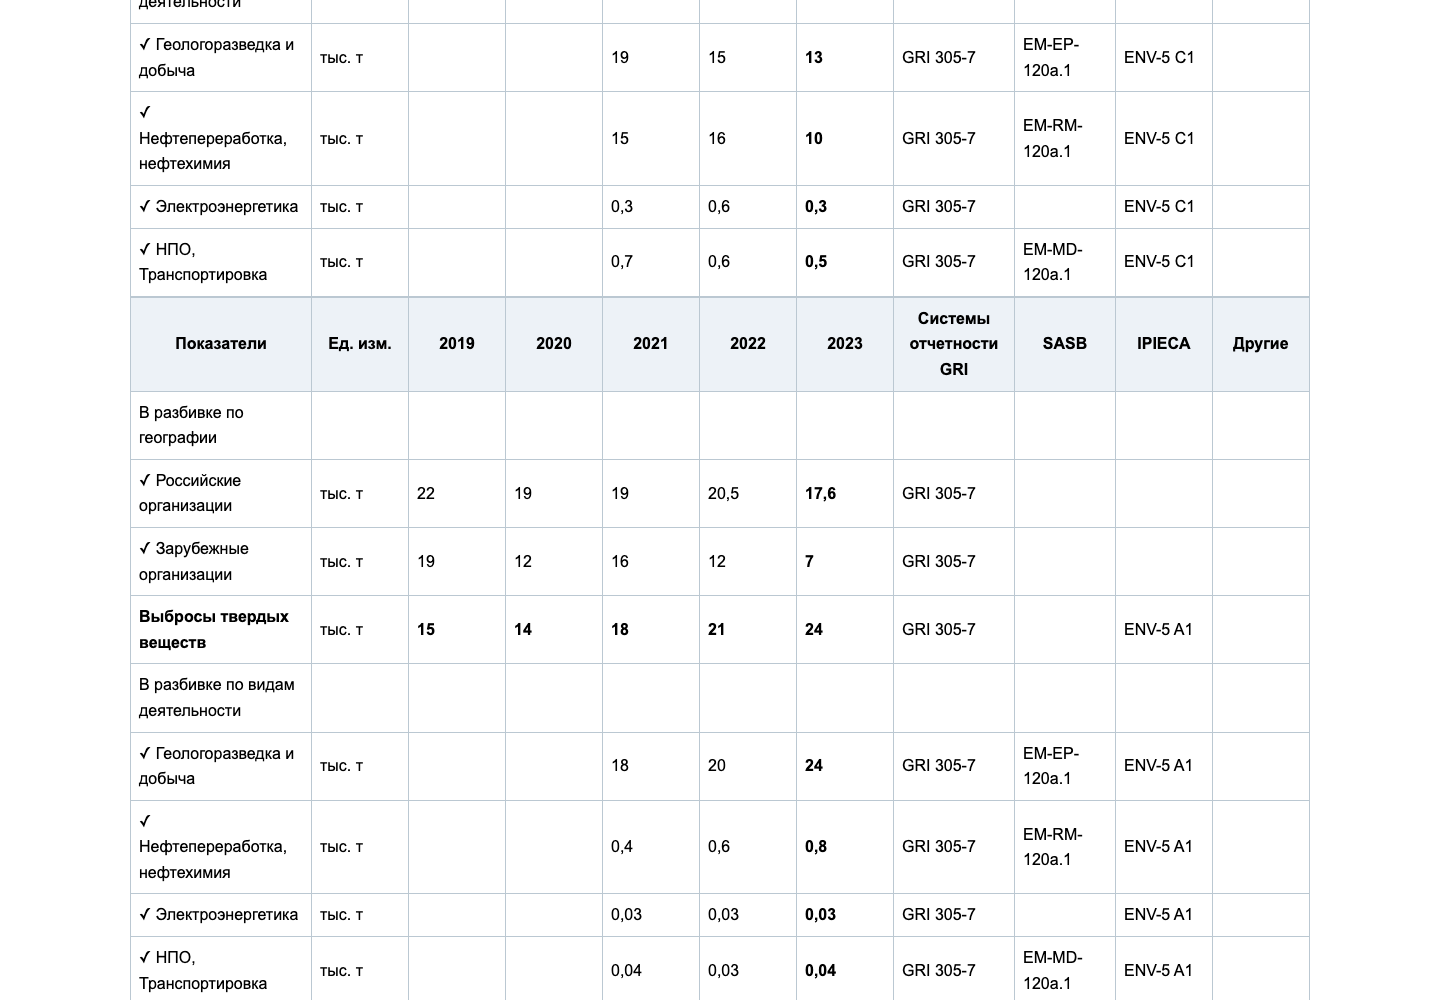 деятельности
✓ Геологоразведка и
добыча
тыс. т
19
15
13
GRI 305-7
EM-EP-
120a.1
ENV-5 C1
✓
Нефтепереработка,
нефтехимия
тыс. т
15
16
10
GRI 305-7
EM-RM-
120a.1
ENV-5 C1
✓ Электроэнергетика
тыс. т
0,3
0,6
0,3
GRI 305-7
ENV-5 C1
✓ НПО,
Транспортировка
тыс. т
0,7
0,6
0,5
GRI 305-7
EM-MD-
120a.1
ENV-5 C1
Показатели
Ед. изм.
2019
2020
2021
2022
2023
Системы
отчетности
GRI
SASB
IPIECA
Другие
В разбивке по
географии
✓ Российские
организации
тыс. т
22
19
19
20,5
17,6
GRI 305-7
✓ Зарубежные
организации
тыс. т
19
12
16
12
7
GRI 305-7
Выбросы твердых
веществ
тыс. т
15
14
18
21
24
GRI 305-7
ENV-5 A1
В разбивке по видам
деятельности
✓ Геологоразведка и
добыча
тыс. т
18
20
24
GRI 305-7
EM-EP-
120a.1
ENV-5 A1
✓
Нефтепереработка,
нефтехимия
тыс. т
0,4
0,6
0,8
GRI 305-7
EM-RM-
120a.1
ENV-5 A1
✓ Электроэнергетика
тыс. т
0,03
0,03
0,03
GRI 305-7
ENV-5 A1
✓ НПО,
Транспортировка
тыс. т
0,04
0,03
0,04
GRI 305-7
EM-MD-
120a.1
ENV-5 A1